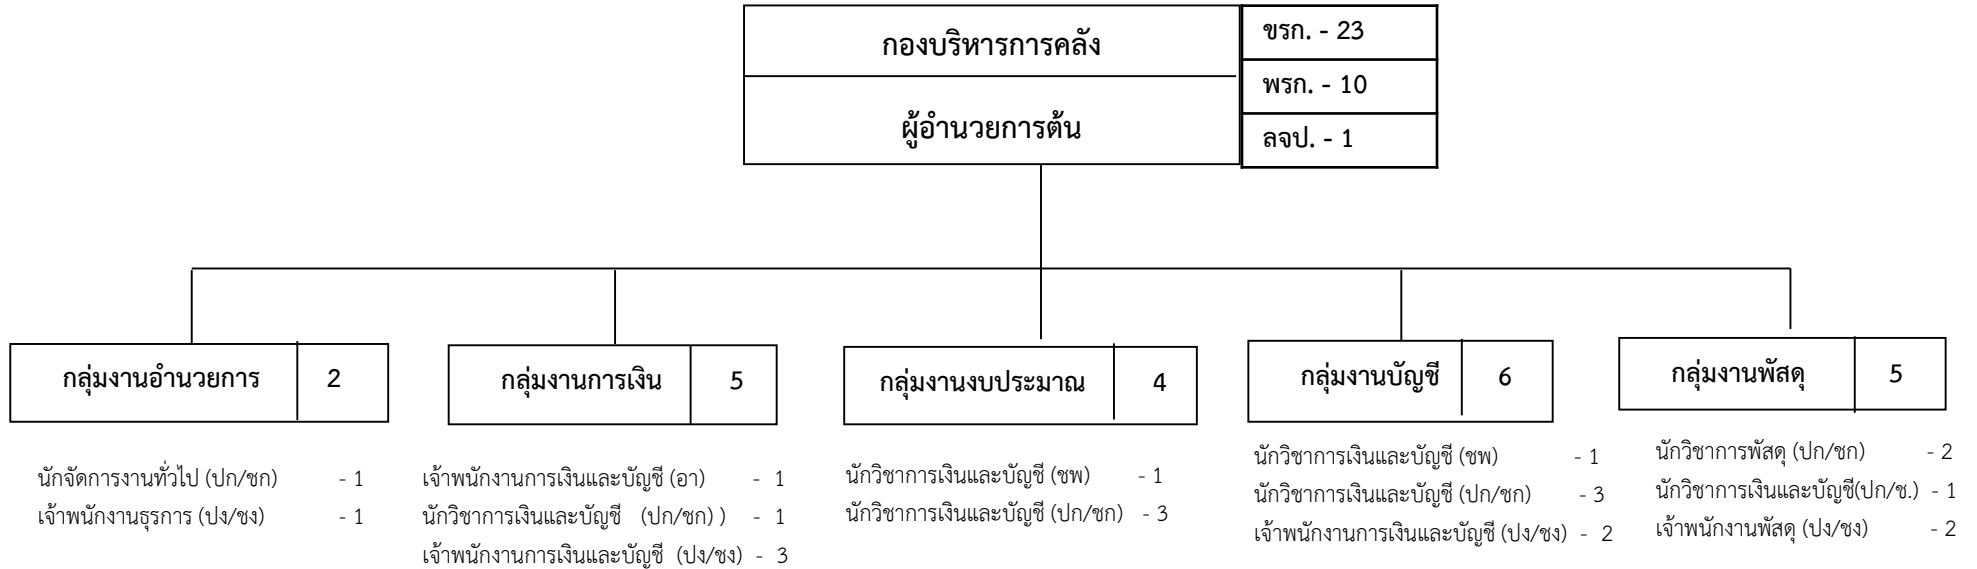 กองบริหารการคลัง
ผู้อำนวยการต้น
ขรก. - 23
พรก. - 10
ลจป. - 1
กลุ่มงานอำนวยการ 2
นักจัดการงานทั่วไป (ปก/ชก) - 1
เจ้าพนักงานธุรการ (ปง/ชง) - 1
กลุ่มงานการเงิน 5
เจ้าพนักงานการเงินและบัญชี (อา) - 1
นักวิชาการเงินและบัญชี (ปก/ชก) ) - 1
เจ้าพนักงานการเงินและบัญชี (ปง/ชง) - 3
กลุ่มงานงบประมาณ 4
นักวิชาการเงินและบัญชี (ชพ) - 1
นักวิชาการเงินและบัญชี (ปก/ชก) - 3
กลุ่มงานบัญชี 6
นักวิชาการเงินและบัญชี (ชพ) - 1
นักวิชาการเงินและบัญชี (ปก/ชก) - 3
เจ้าพนักงานการเงินและบัญชี (ปง/ชง) - 2
กลุ่มงานพัสดุ 5
นักวิชาการพัสดุ (ปก/ชก) - 2
นักวิชาการเงินและบัญชี(ปก/ช.) - 1
เจ้าพนักงานพัสดุ (ปง/ชง) - 2